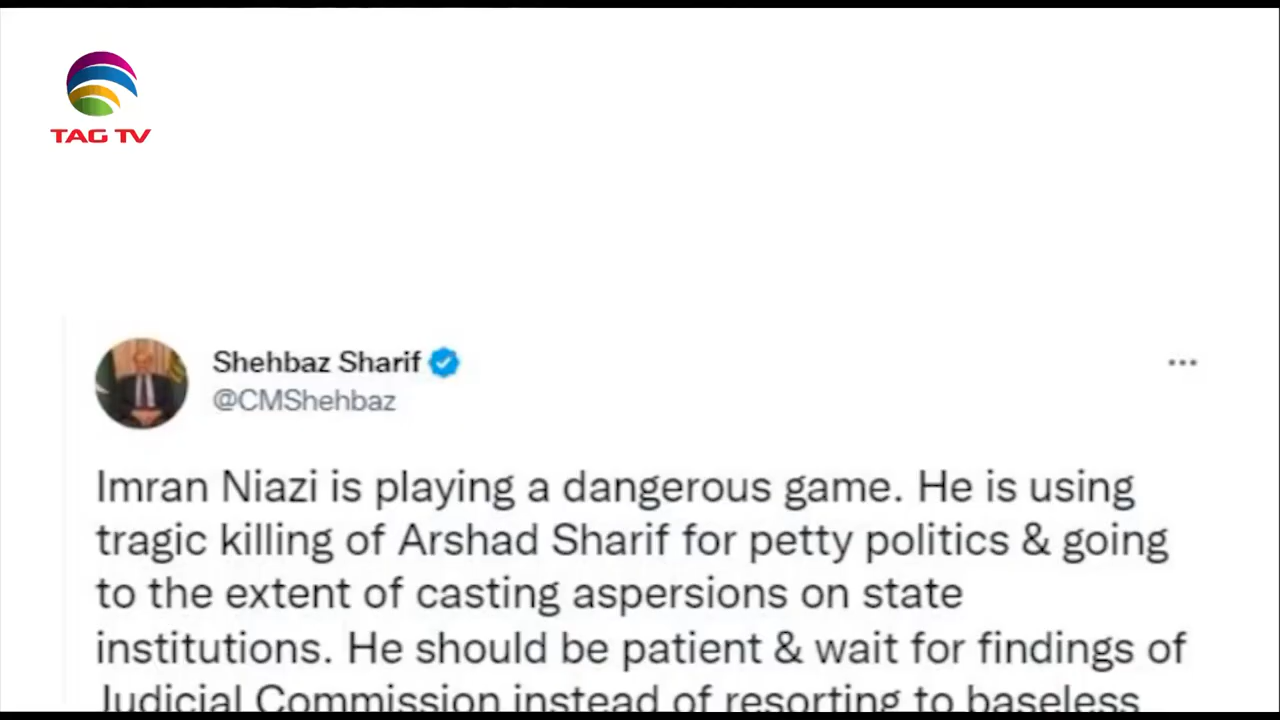 TAG TV
Shehbaz Sharif
@CMShehbaz
Imran Niazi is playing a dangerous game. He is using
tragic killing of Arshad Sharif for petty politics & going
to the extent of casting aspersions on state
institutions. He should be patient & wait for findings of
Judicial Commission instead of resorting to baseless